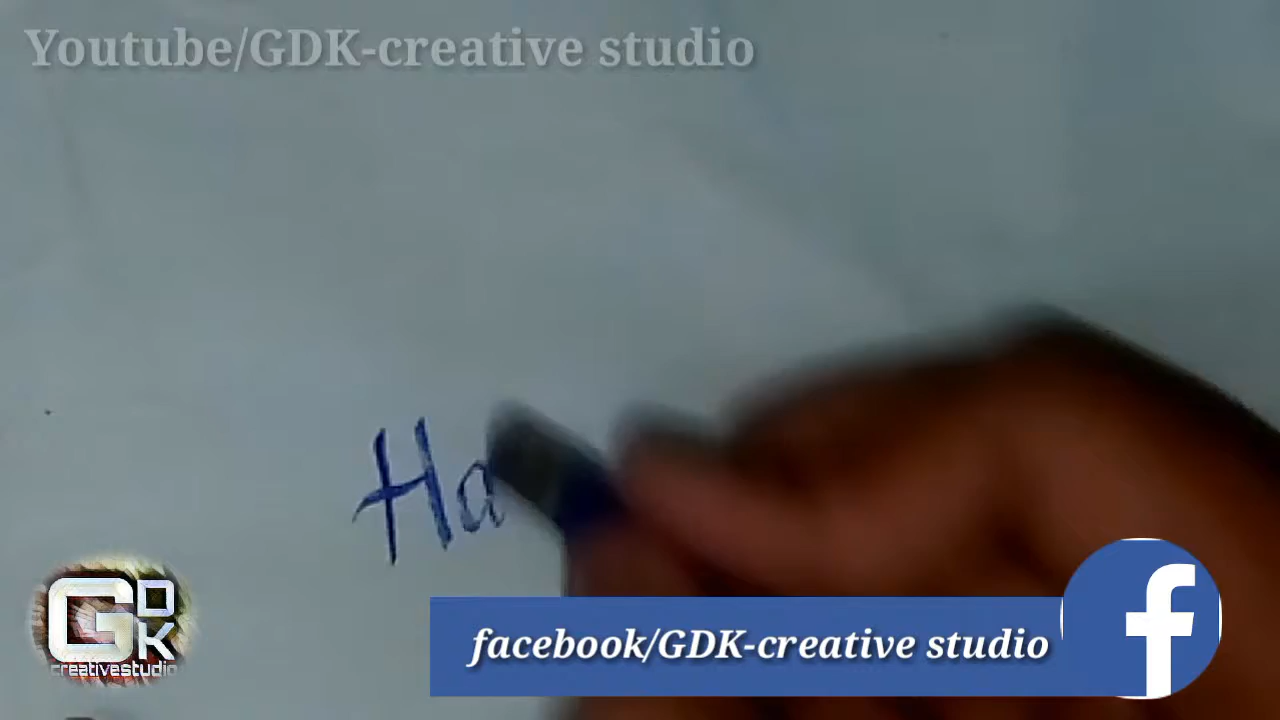 Youtube/GDK-creative studio
Ha
GDK
creativestudio
facebook/GDK-creative studio
f